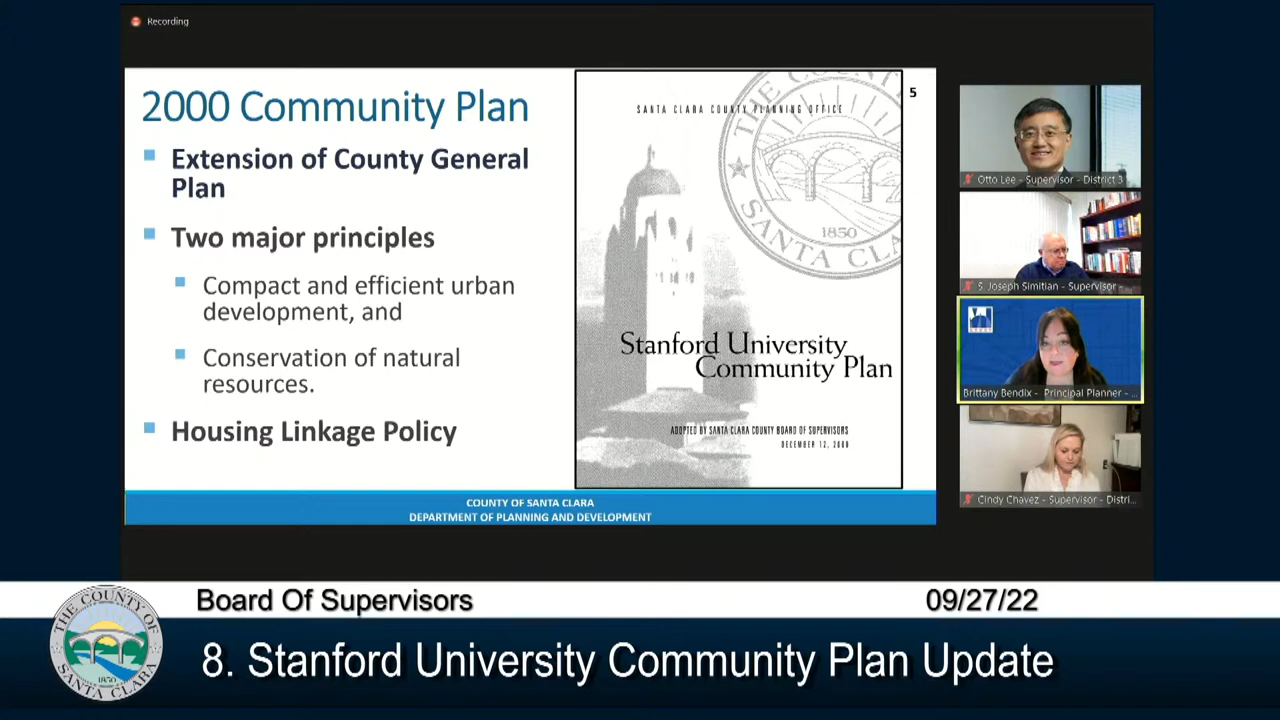 Recording
2000 Community Plan
Extension of County General
Plan
Two major principles
Compact and efficient urban
development, and
Conservation of natural
resources.
Housing Linkage Policy
SANTA CLARA COUNTY PLANNING OFFICE
THE COUNTY
1850
SANTA CLARA
Stanford University
Community Plan
ADOPTED BY SANTA CLARA COUNTY BOARD OF SUPERVISORS
DECEMBER 12, 2000
5
COUNTY OF SANTA CLARA
DEPARTMENT OF PLANNING AND DEVELOPMENT
Otto Lee - Supervisor - District 3
S. Joseph Simitian - Supervisor -
Brittany Bendix - Principal Planner - ...
Cindy Chavez - Supervisor - Distri...
Board Of Supervisors
09/27/22
THE COUNTY OF
1850
SANTA CLARA
8. Stanford University Community Plan Update